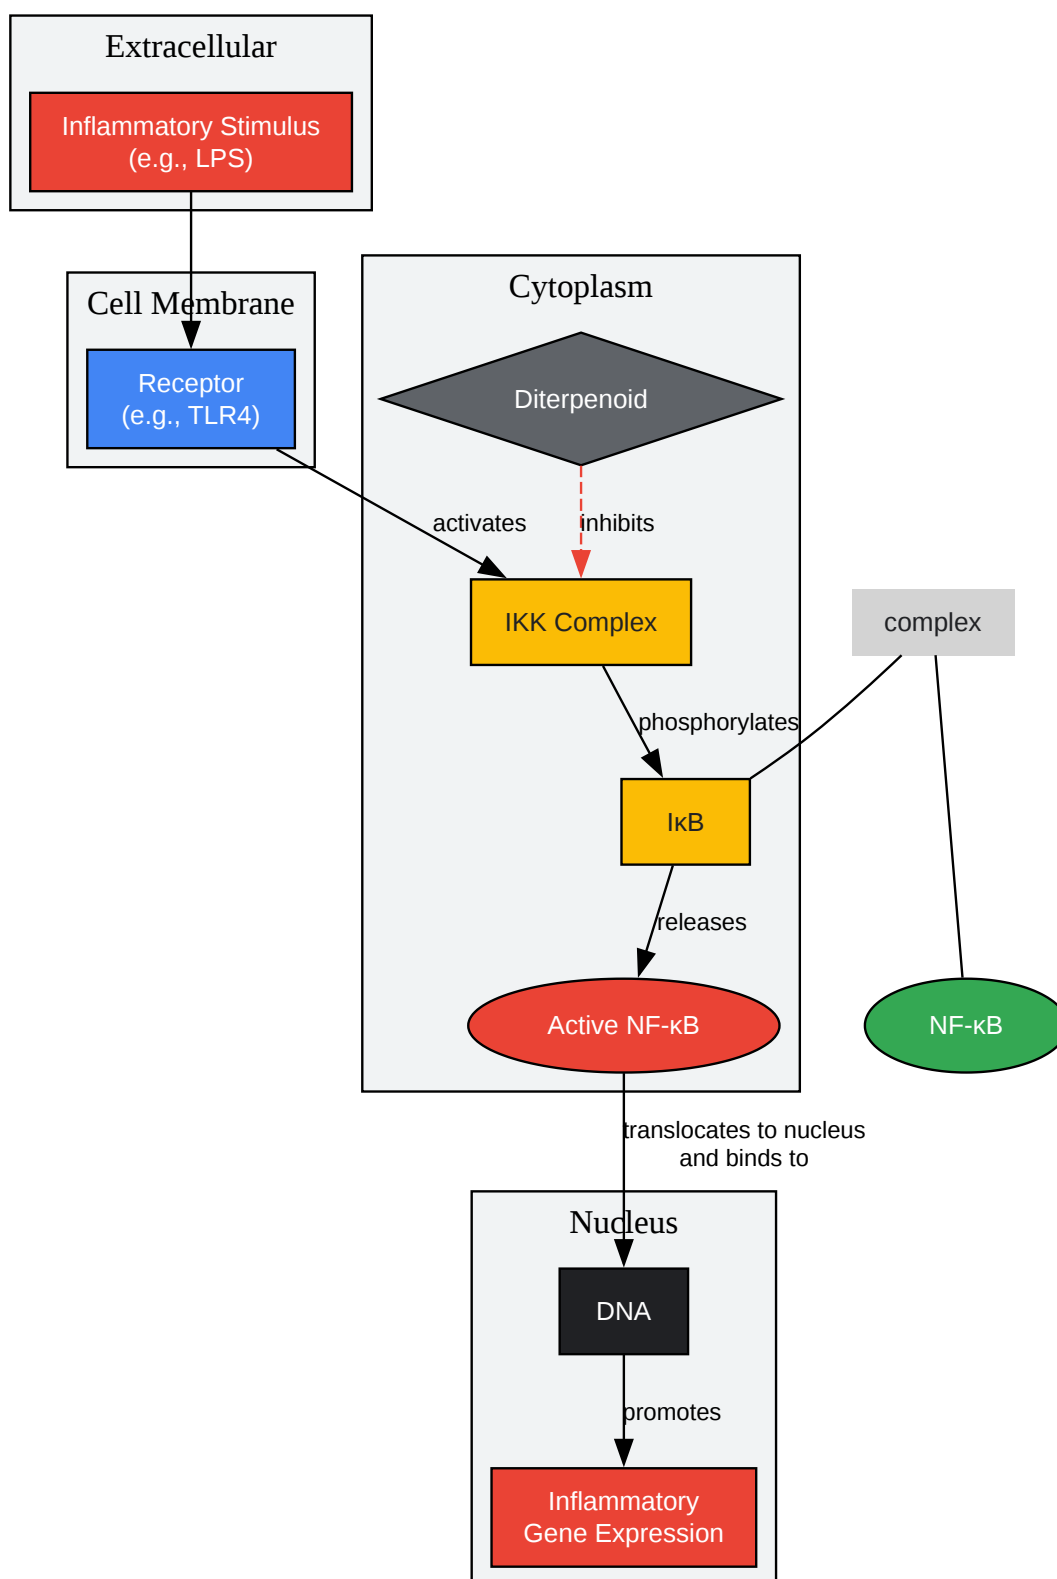 Extracellular
Inflammatory Stimulus
(e.g., LPS)
Cell Membrane
Receptor
(e.g., TLR4)
Cytoplasm
Diterpenoid
activates
inhibits
IKK Complex
complex
phosphorylates
IκB
releases
Active NF-κB
NF-κB
translocates to nucleus
and binds to
Nucleus
DNA
promotes
Inflammatory
Gene Expression